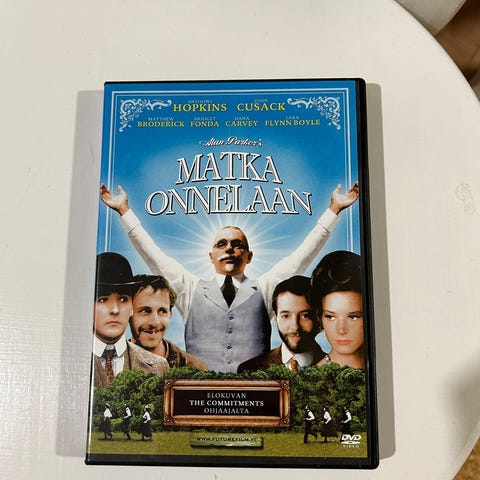 ANTHONY HOPKINS JOHN CUSACK
MATTHEW BRODERICK BRIDGET FONDA DANA CARVEY LARA FLYNN BOYLE
Alan Parker's
MATKA
ONNELAAN
ELOKUVAN
THE COMMITMENTS
OHJAAJALTA
WWW.FUTUREFILM.FI
DVD
VIDEO